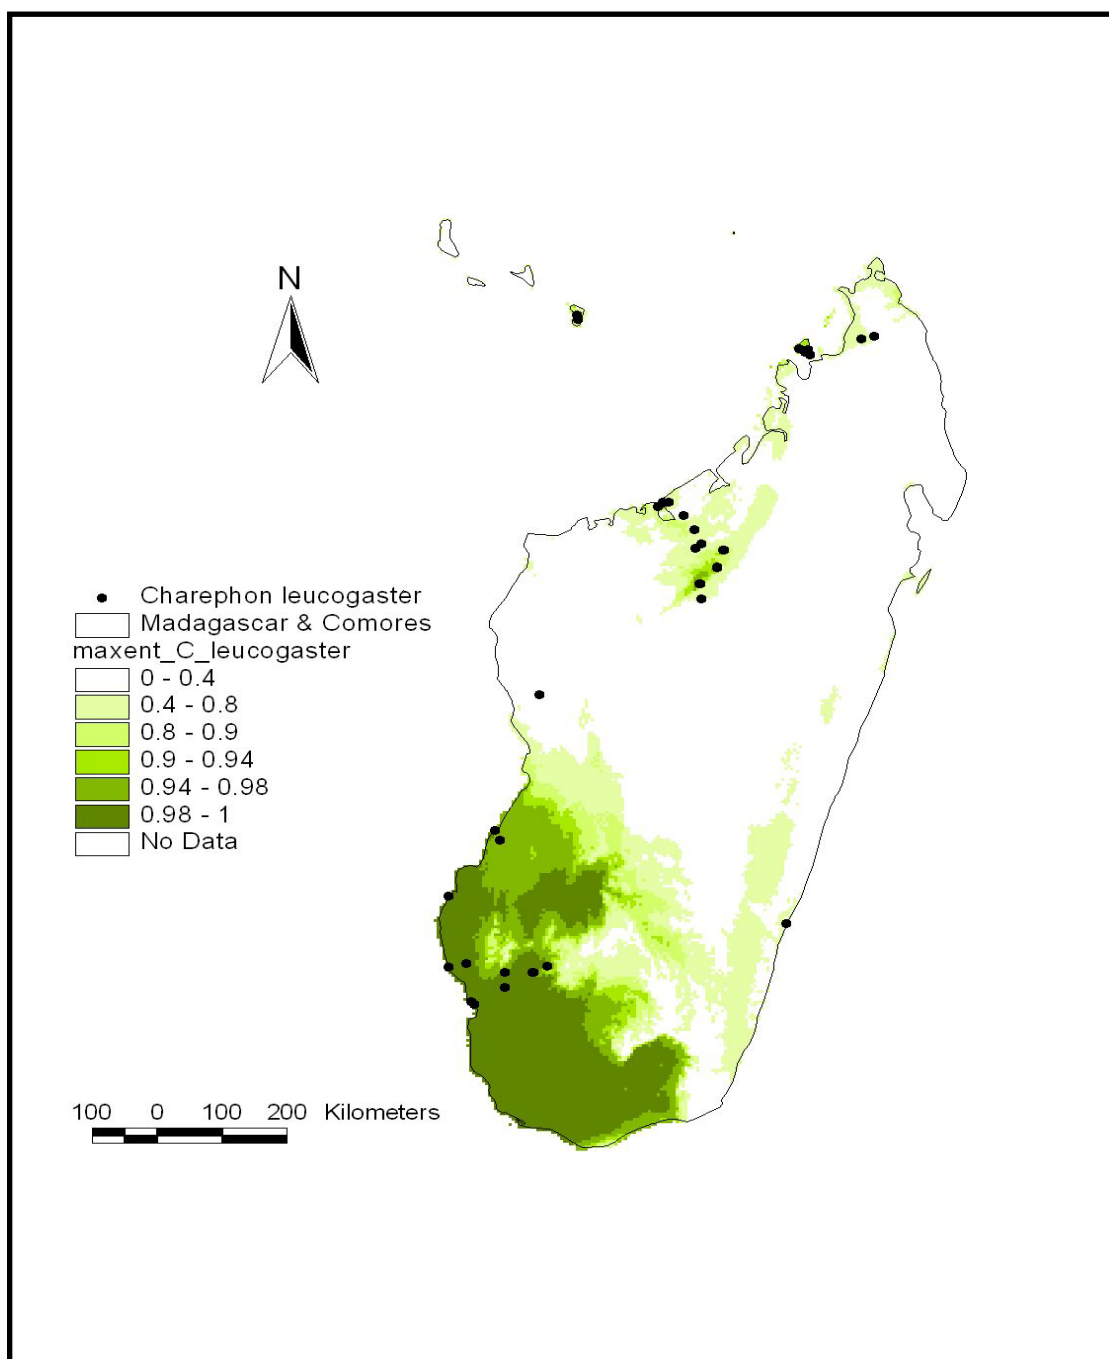 N
Charephon leucogaster
Madagascar & Comores
maxent_C_leucogaster
0 - 0.4
0.4 - 0.8
0.8 - 0.9
0.9 - 0.94
0.94 - 0.98
0.98 - 1
No Data
100 0 100 200 Kilometers